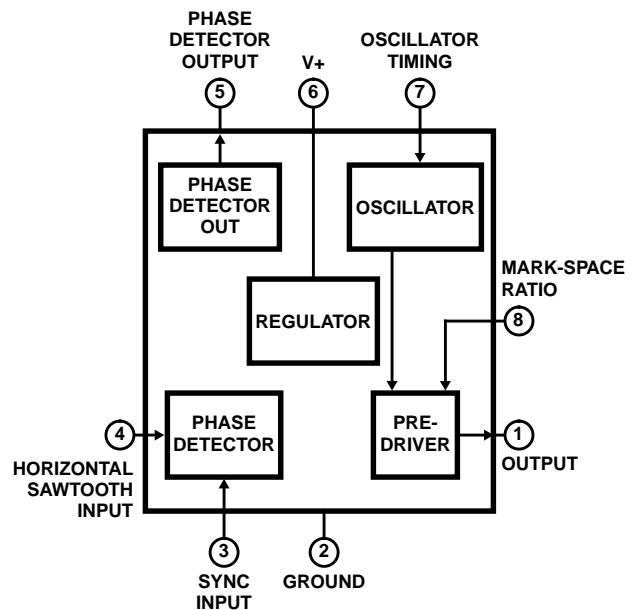 PHASE
DETECTOR
OUTPUT
5
V+
6
OSCILLATOR
TIMING
7
PHASE
DETECTOR
OUT
OSCILLATOR
REGULATOR
MARK-SPACE
RATIO
8
4
HORIZONTAL
SAWTOOTH
INPUT
PHASE
DETECTOR
PRE-
DRIVER
1
OUTPUT
3
SYNC
INPUT
2
GROUND